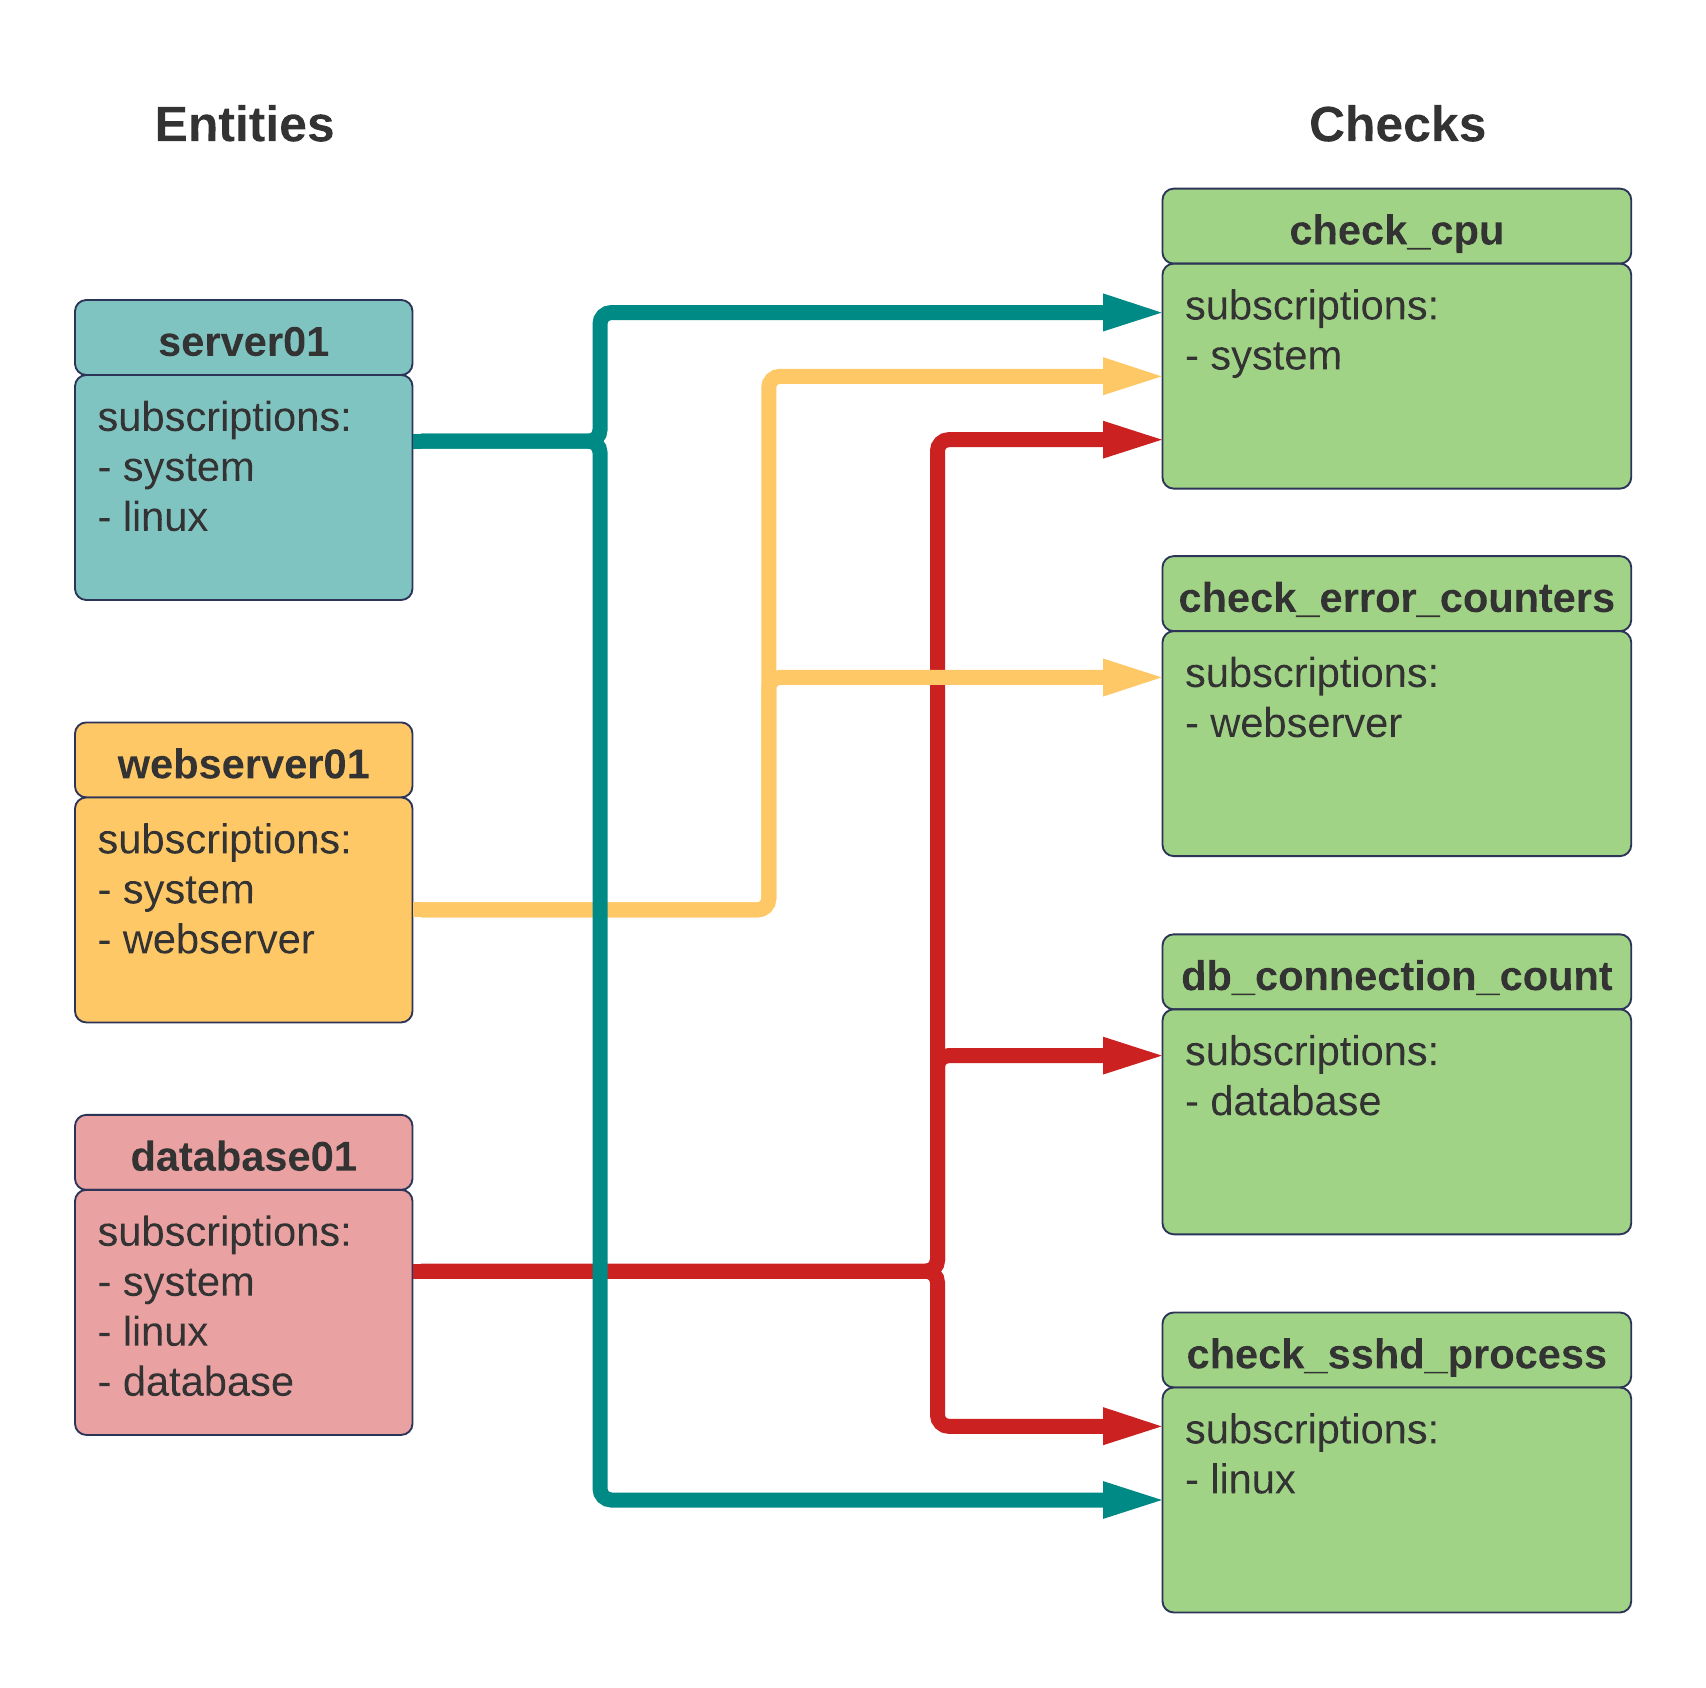 Entities
server01
subscriptions:
- system
- linux
webserver01
subscriptions:
- system
- webserver
database01
subscriptions:
- system
- linux
- database
Checks
check_cpu
subscriptions:
- system
check_error_counters
subscriptions:
- webserver
db_connection_count
subscriptions:
- database
check_sshd_process
subscriptions:
- linux